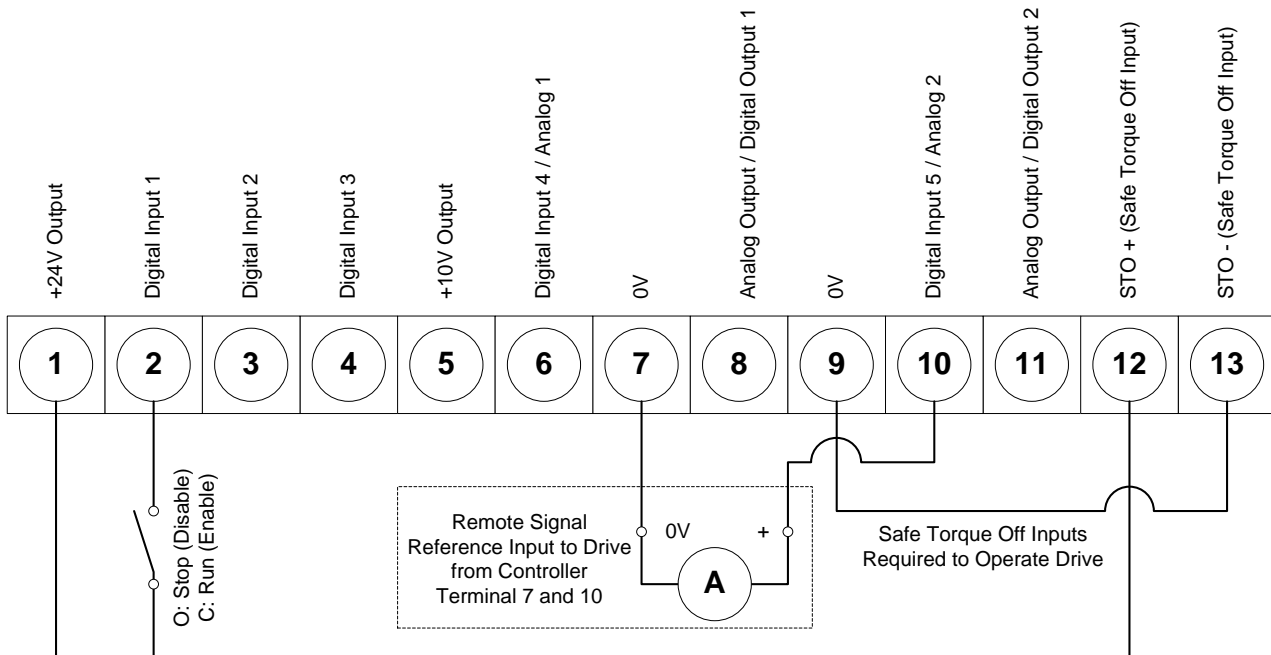 +24V Output
Digital Input 1
Digital Input 2
Digital Input 3
+10V Output
Digital Input 4 / Analog 1
0V
Analog Output / Digital Output 1
0V
Digital Input 5 / Analog 2
Analog Output / Digital Output 2
STO + (Safe Torque Off Input)
STO - (Safe Torque Off Input)
1 2 3 4 5 6 7 8 9 10 11 12 13
O: Stop (Disable)
C: Run (Enable)
Remote Signal
Reference Input to Drive
from Controller
Terminal 7 and 10
0V
+
A
Safe Torque Off Inputs
Required to Operate Drive